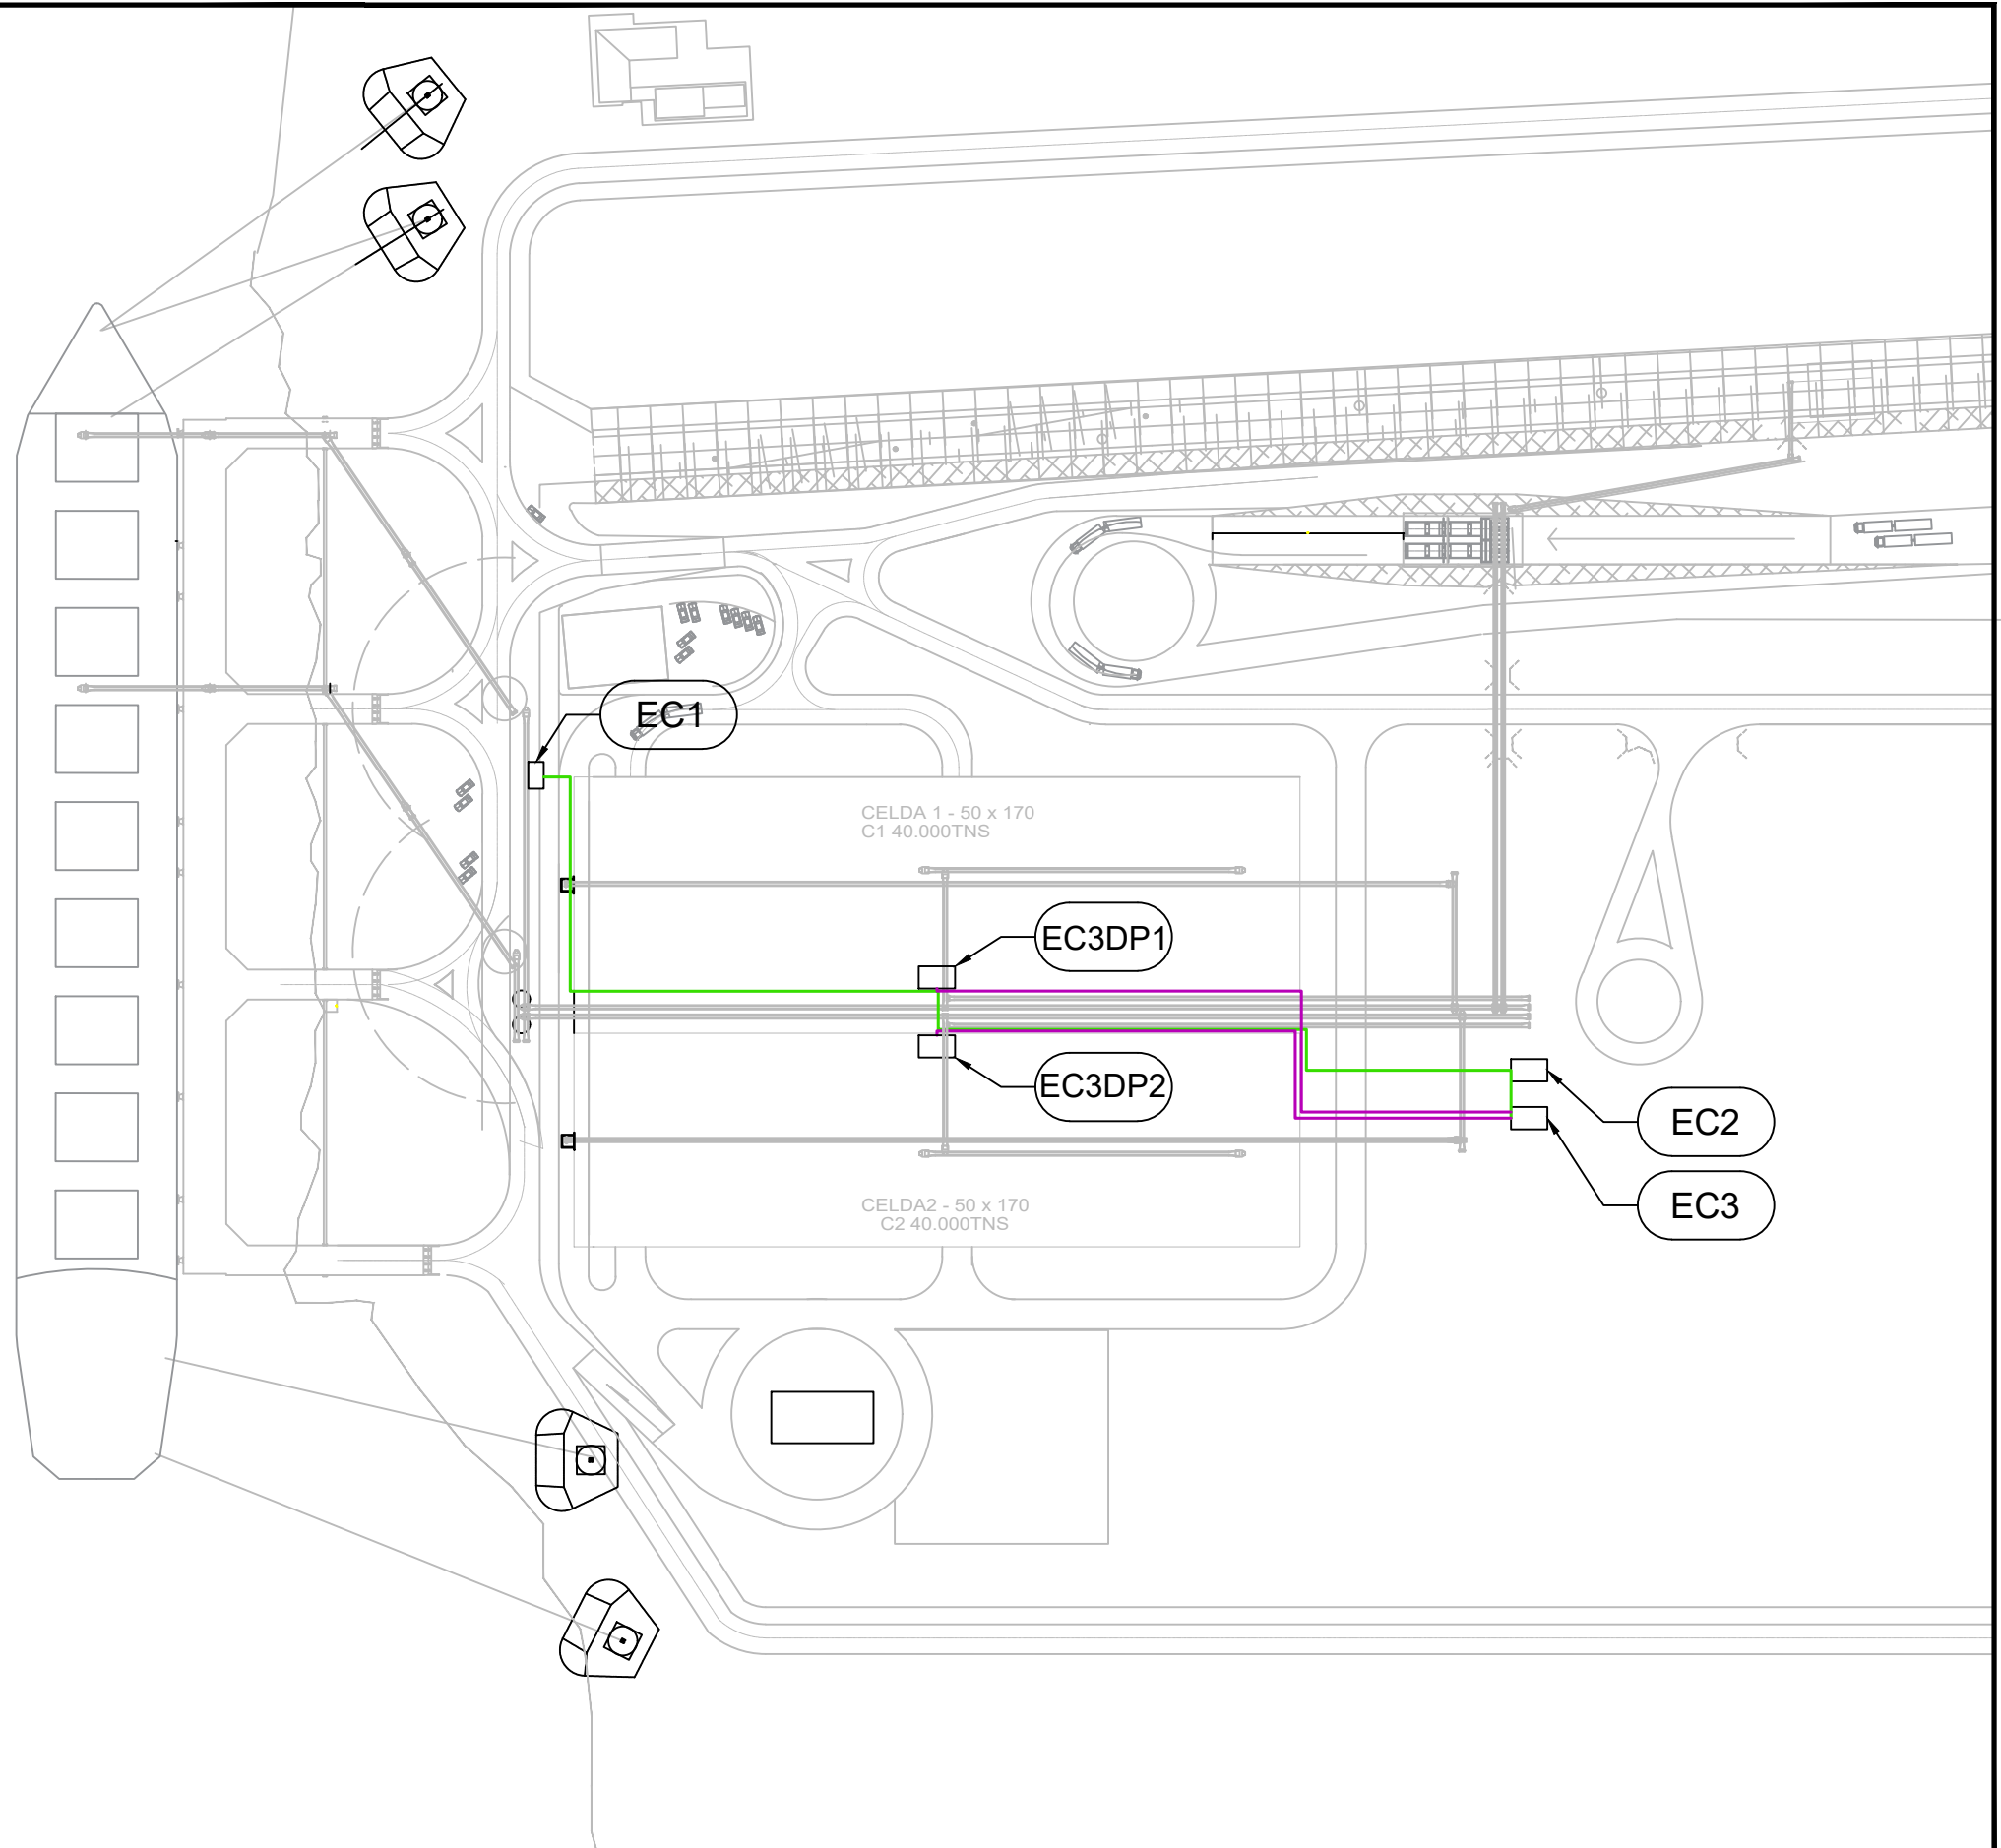 EC1
CELDA 1 - 50 x 170
C1 40.000TNS
EC3DP1
EC3DP2
EC2
EC3
CELDA2 - 50 x 170
C2 40.000TNS